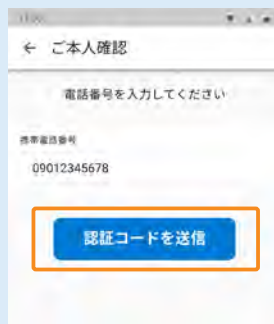 ← ご本人確認
電話番号を入力してください
携帯電話番号
09012345678
認証コードを送信